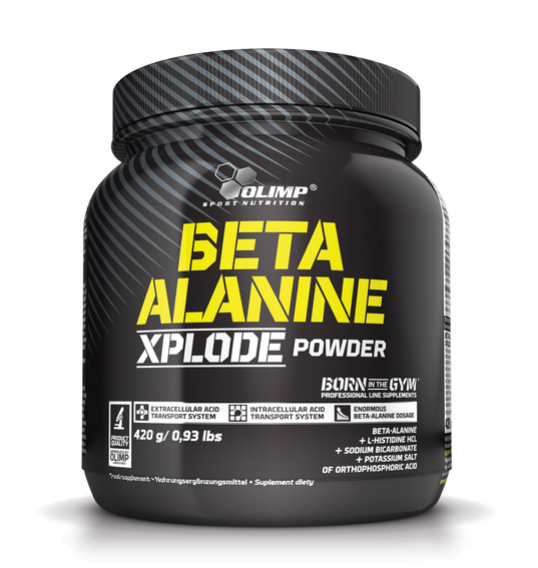 OLIMP®
SPORT NUTRITION
BETA
ALANINE
XPLODE POWDER
BORN IN THE GYM
PROFESSIONAL LINE SUPPLEMENTS
EXTRACELLULAR ACID
TRANSPORT SYSTEM
INTRACELLULAR ACID
TRANSPORT SYSTEM
ENORMOUS
BETA-ALANINE DOSAGE
PRODUCT
QUALITY
OLIMP
420 g/ 0,93 lbs
BETA-ALANINE
+ L-HISTIDINE HCL
+ SODIUM BICARBONATE
+ POTASSIUM SALT
OF ORTHOPHOSPHORIC ACID
Food supplement • Nahrungsergänzungsmittel • Suplement diety